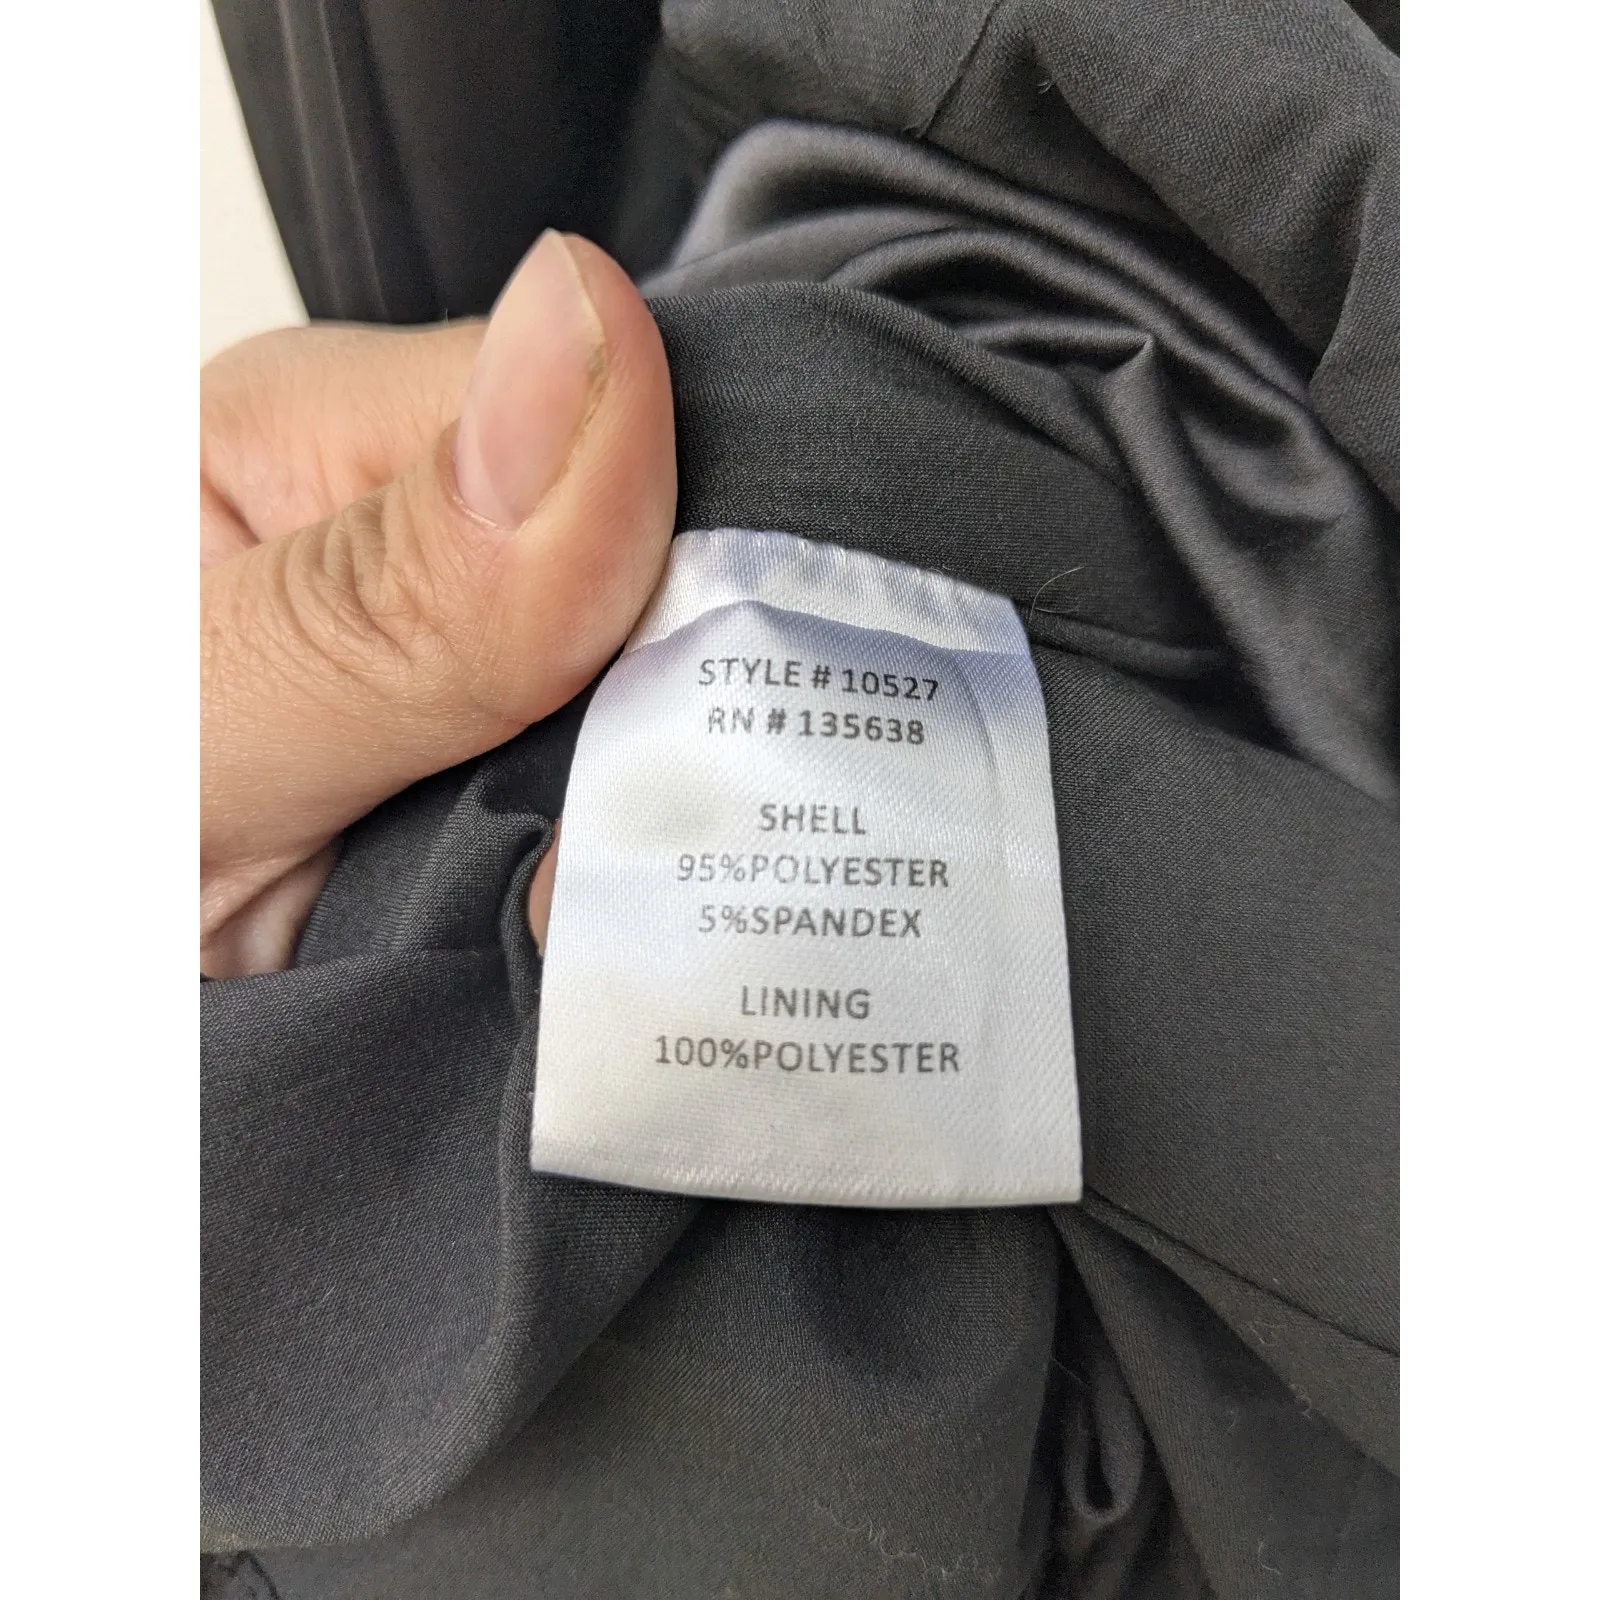 STYLE # 10527
RN # 135638
SHELL
95%POLYESTER
5%SPANDEX
LINING
100%POLYESTER